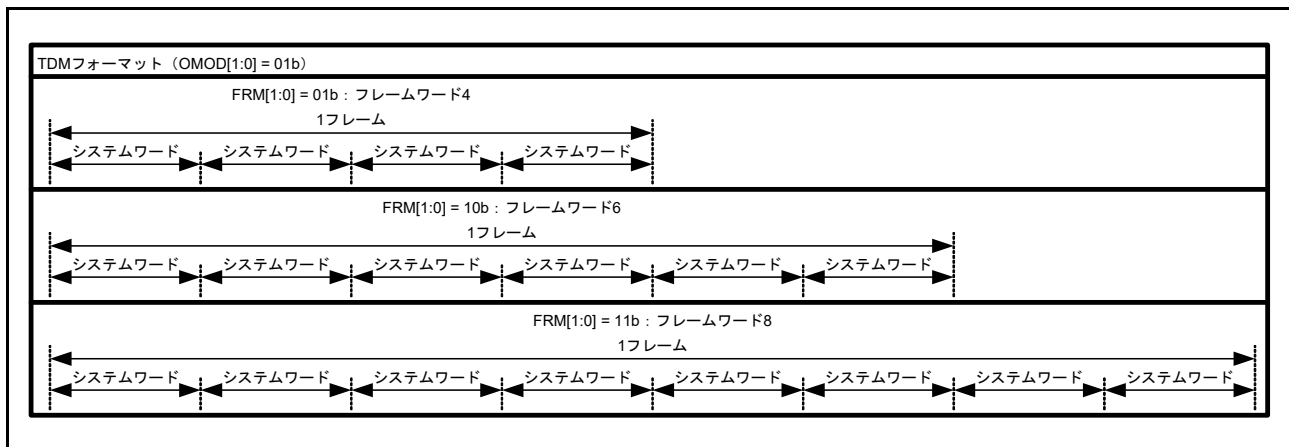 TDMフォーマット（OMOD[1:0] = 01b）
FRM[1:0] = 01b：フレームワード4
1フレーム
システムワード システムワード システムワード システムワード
FRM[1:0] = 10b：フレームワード6
1フレーム
システムワード システムワード システムワード システムワード システムワード システムワード
FRM[1:0] = 11b：フレームワード8
1フレーム
システムワード システムワード システムワード システムワード システムワード システムワード システムワード システムワード